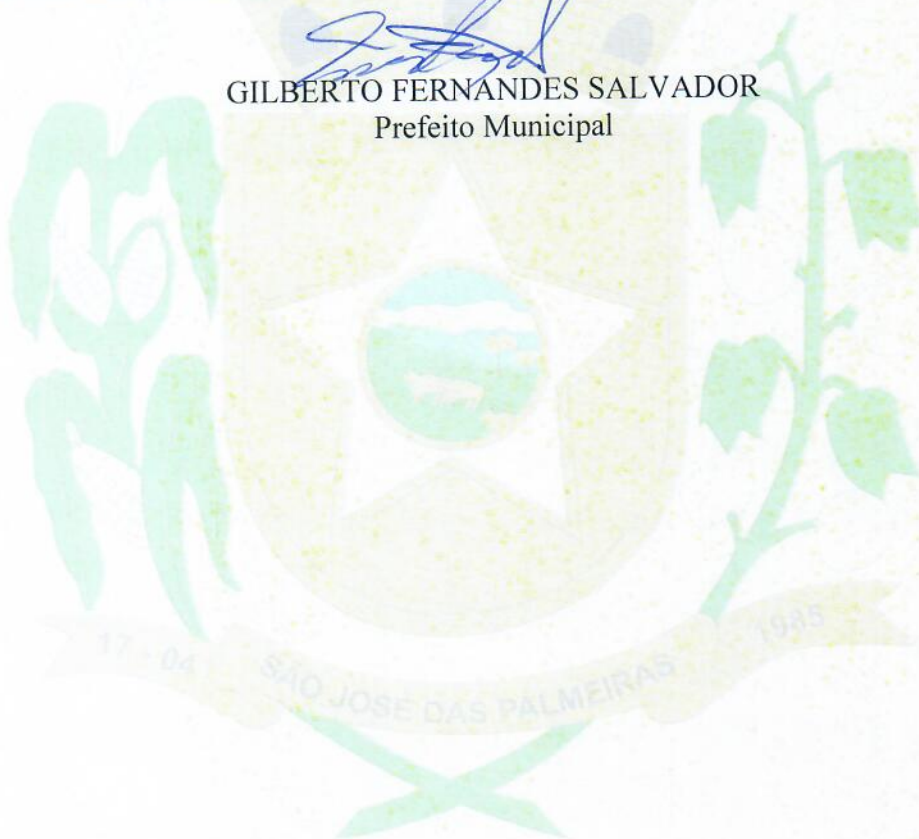 GILBERTO FERNANDES SALVADOR
Prefeito Municipal
17 - 04
SÃO JOSE DAS PALMEIRAS
1985